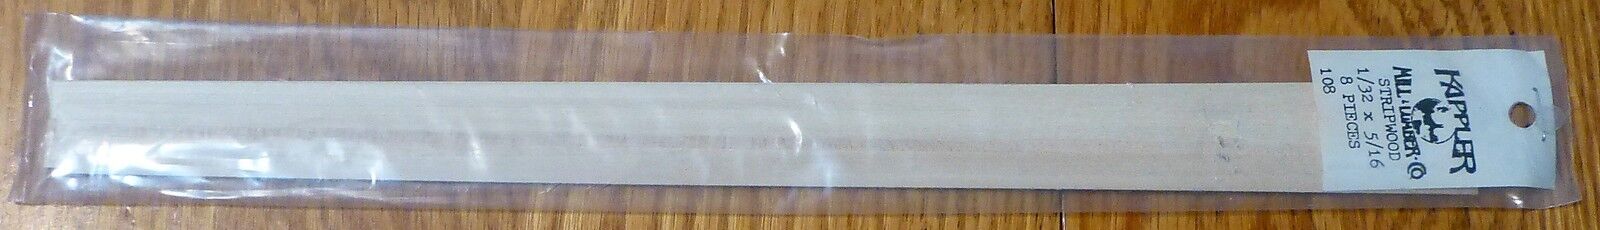 KAPPLER
MILL & LUMBER CO
STRIPWOOD
1/32 x 5/16
8 PIECES
108